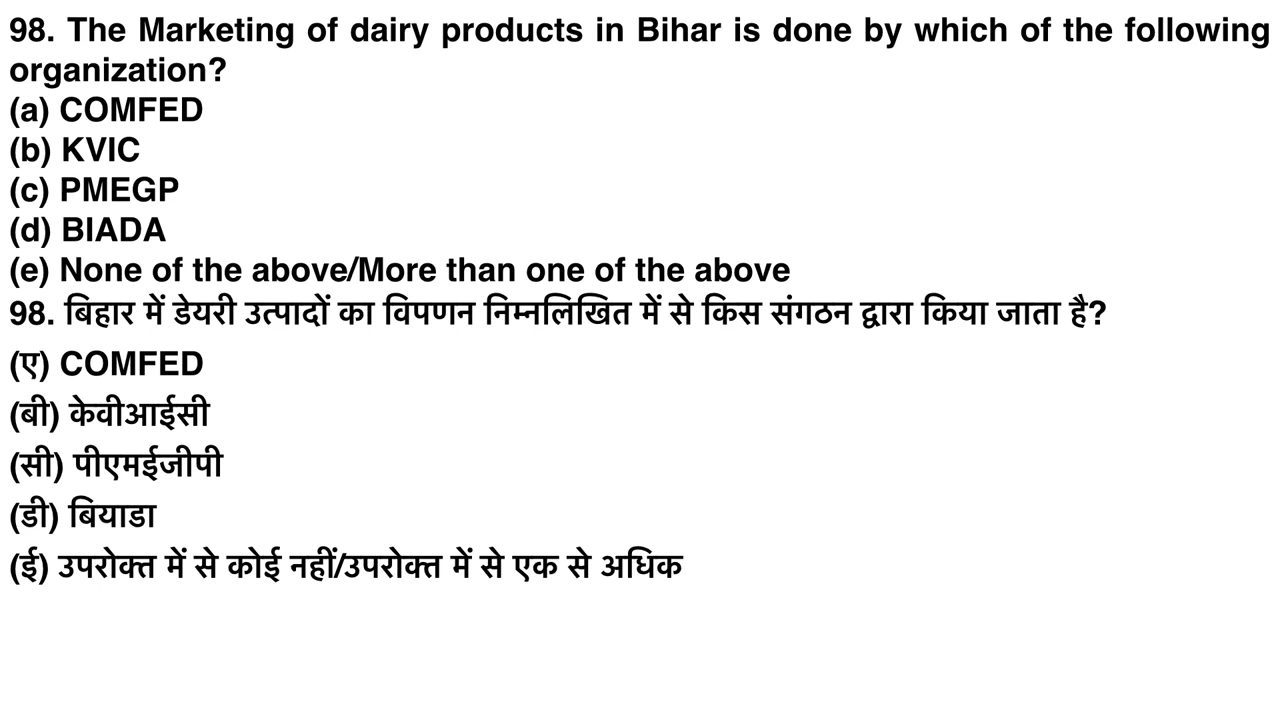 98. The Marketing of dairy products in Bihar is done by which of the following
organization?
(a) COMFED
(b) KVIC
(c) PMEGP
(d) BIADA
(e) None of the above/More than one of the above
98. बिहार में डेयरी उत्पादों का विपणन निम्नलिखित में से किस संगठन द्वारा किया जाता है?
(ए) COMFED
(बी) केवीआईसी
(सी) पीएमईजीपी
(डी) बियाडा
(ई) उपरोक्त में से कोई नहीं/उपरोक्त में से एक से अधिक